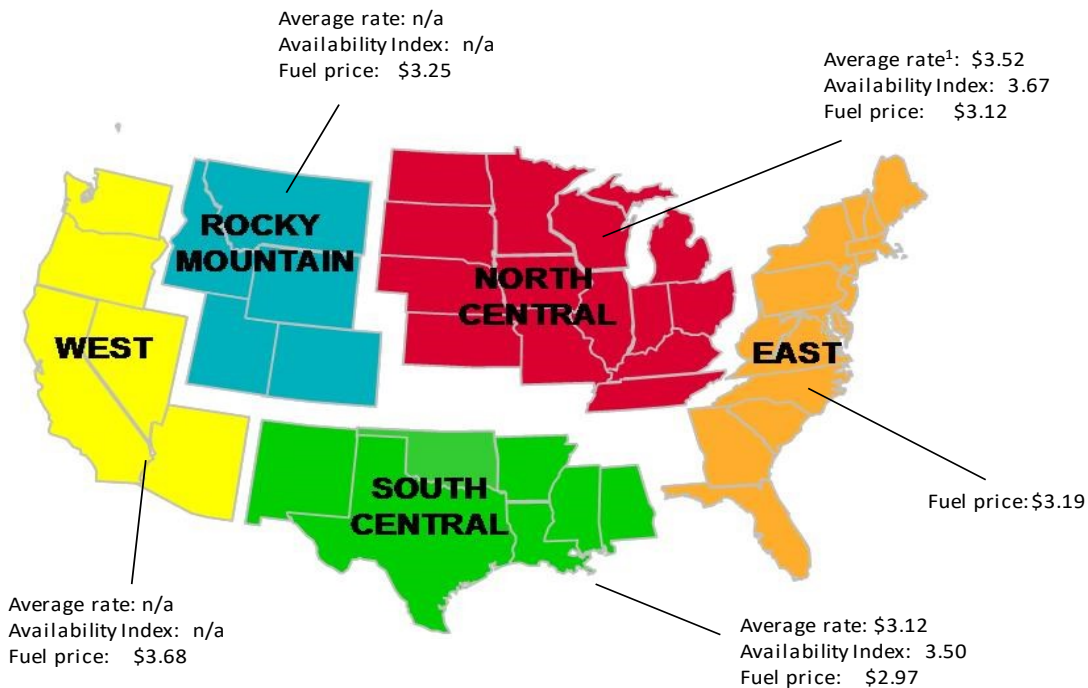 Average rate: n/a
Availability Index: n/a
Fuel price: $3.25
Average rate¹: $3.52
Availability Index: 3.67
Fuel price: $3.12
ROCKY
MOUNTAIN
NORTH
CENTRAL
WEST
EAST
SOUTH
CENTRAL
Fuel price: $3.19
Average rate: n/a
Availability Index: n/a
Fuel price: $3.68
Average rate: $3.12
Availability Index: 3.50
Fuel price: $2.97